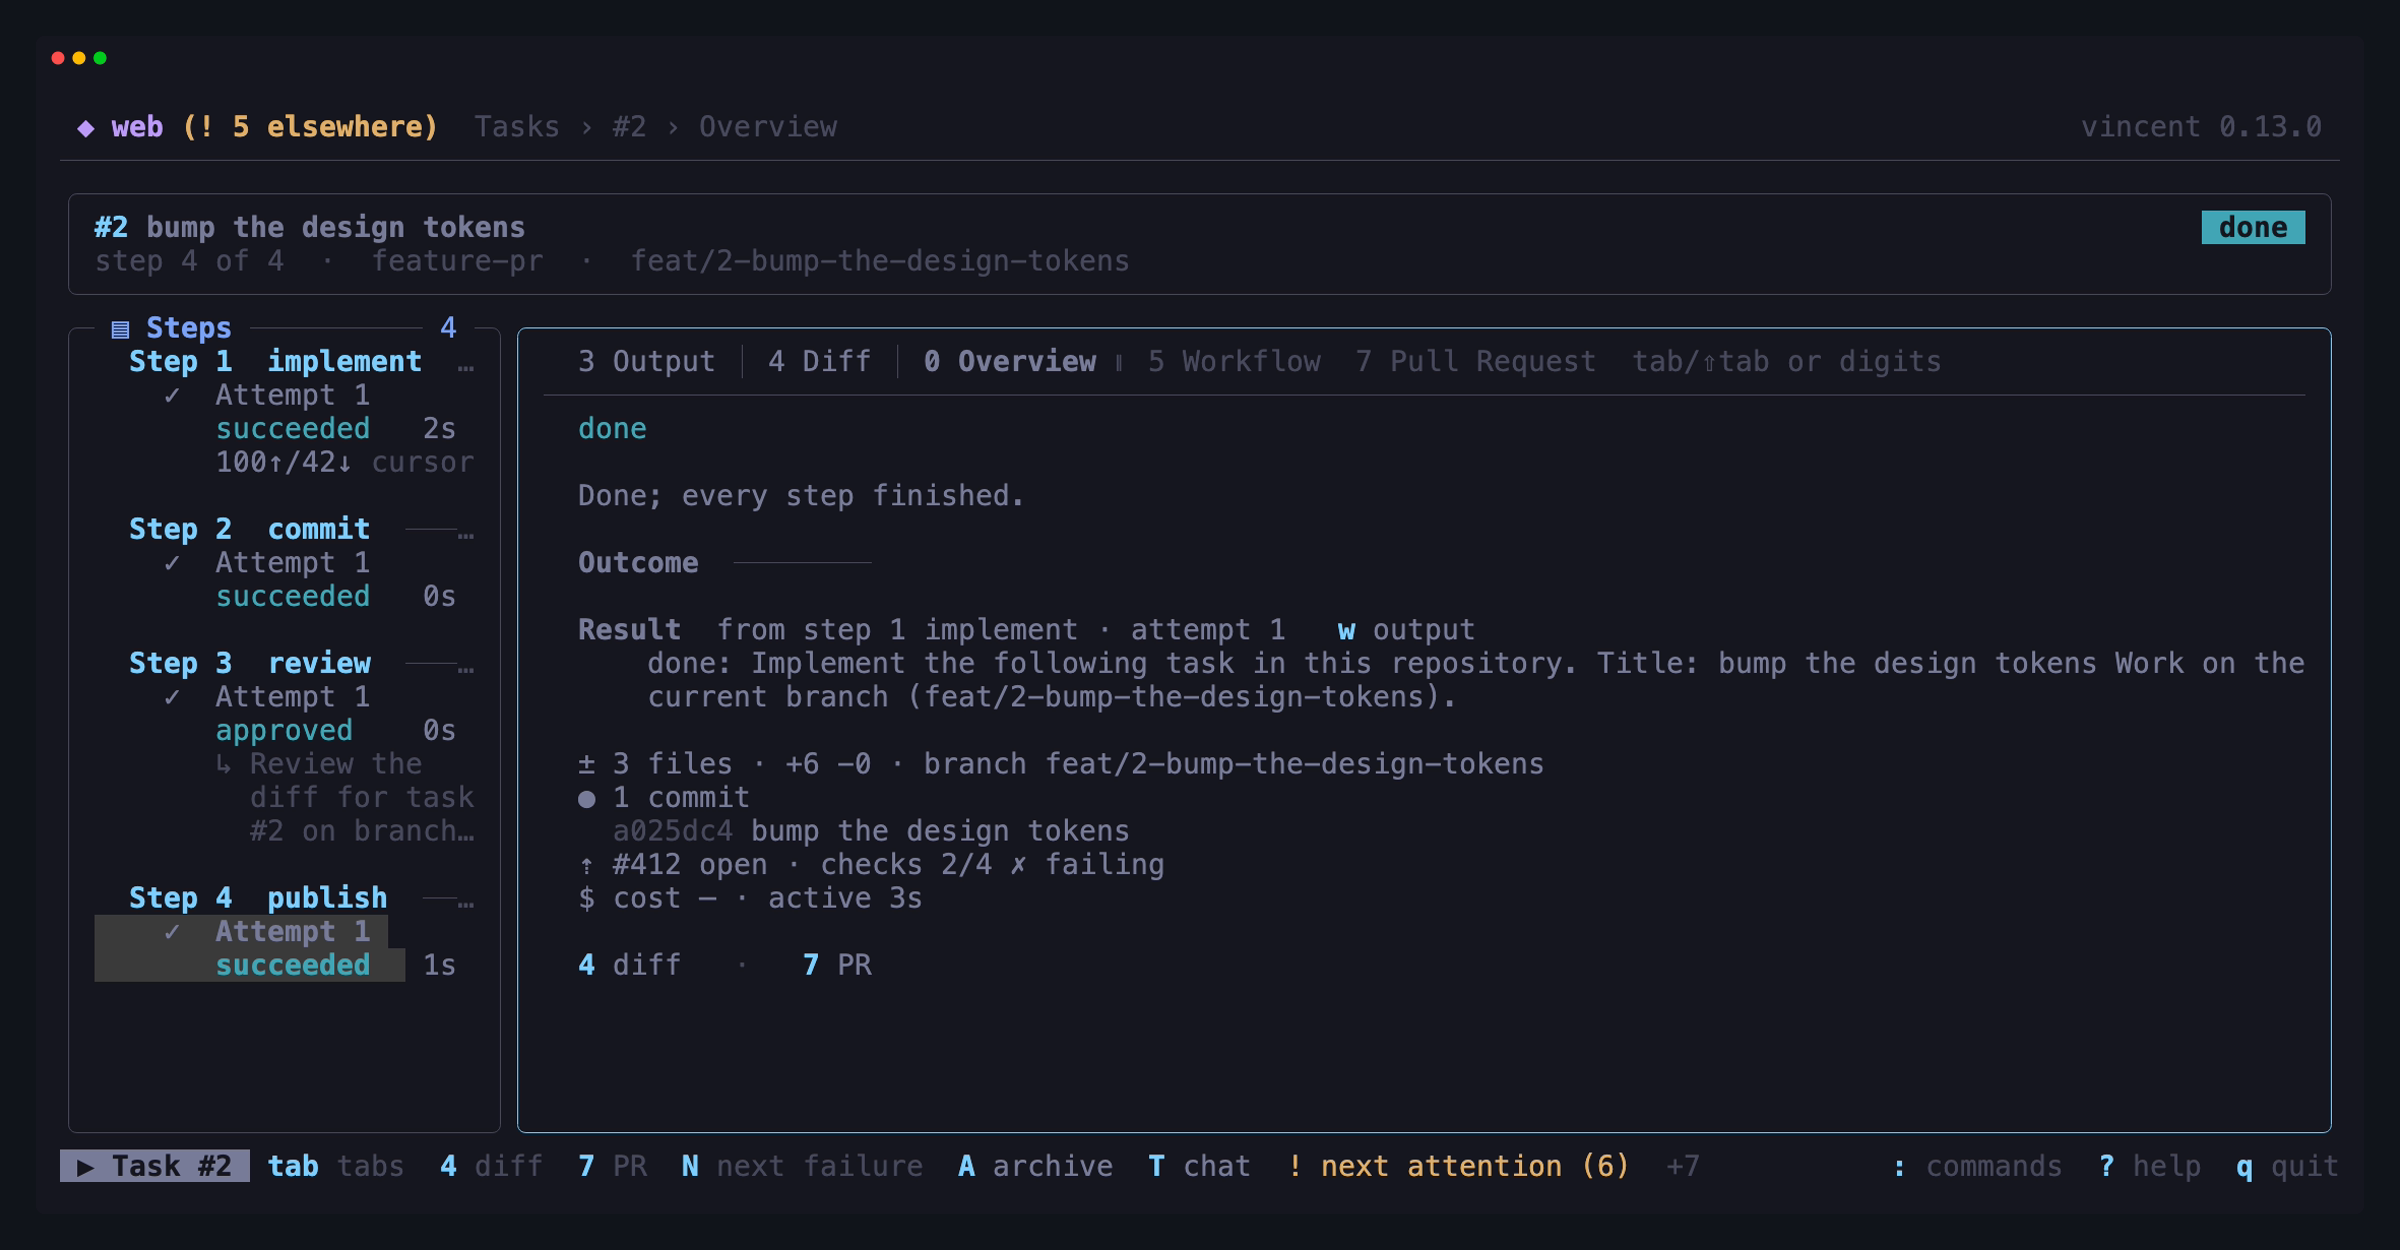 ◆ web (! 5 elsewhere) Tasks › #2 › Overview vincent 0.13.0
#2 bump the design tokens done
step 4 of 4 · feature-pr · feat/2-bump-the-design-tokens
▤ Steps 4
Step 1 implement …
✓ Attempt 1
succeeded 2s
100↑/42↓ cursor
Step 2 commit ───…
✓ Attempt 1
succeeded 0s
Step 3 review ───…
✓ Attempt 1
approved 0s
↳ Review the
diff for task
#2 on branch…
Step 4 publish ──…
✓ Attempt 1
succeeded 1s
3 Output │ 4 Diff │ 0 Overview ‖ 5 Workflow 7 Pull Request tab/⇧tab or digits
done
Done; every step finished.
Outcome ────────
Result from step 1 implement · attempt 1 w output
done: Implement the following task in this repository. Title: bump the design tokens Work on the
current branch (feat/2-bump-the-design-tokens).
± 3 files · +6 −0 · branch feat/2-bump-the-design-tokens
● 1 commit
a025dc4 bump the design tokens
⇡ #412 open · checks 2/4 ✗ failing
$ cost — · active 3s
4 diff · 7 PR
▶ Task #2 tab tabs 4 diff 7 PR N next failure A archive T chat ! next attention (6) +7 : commands ? help q quit